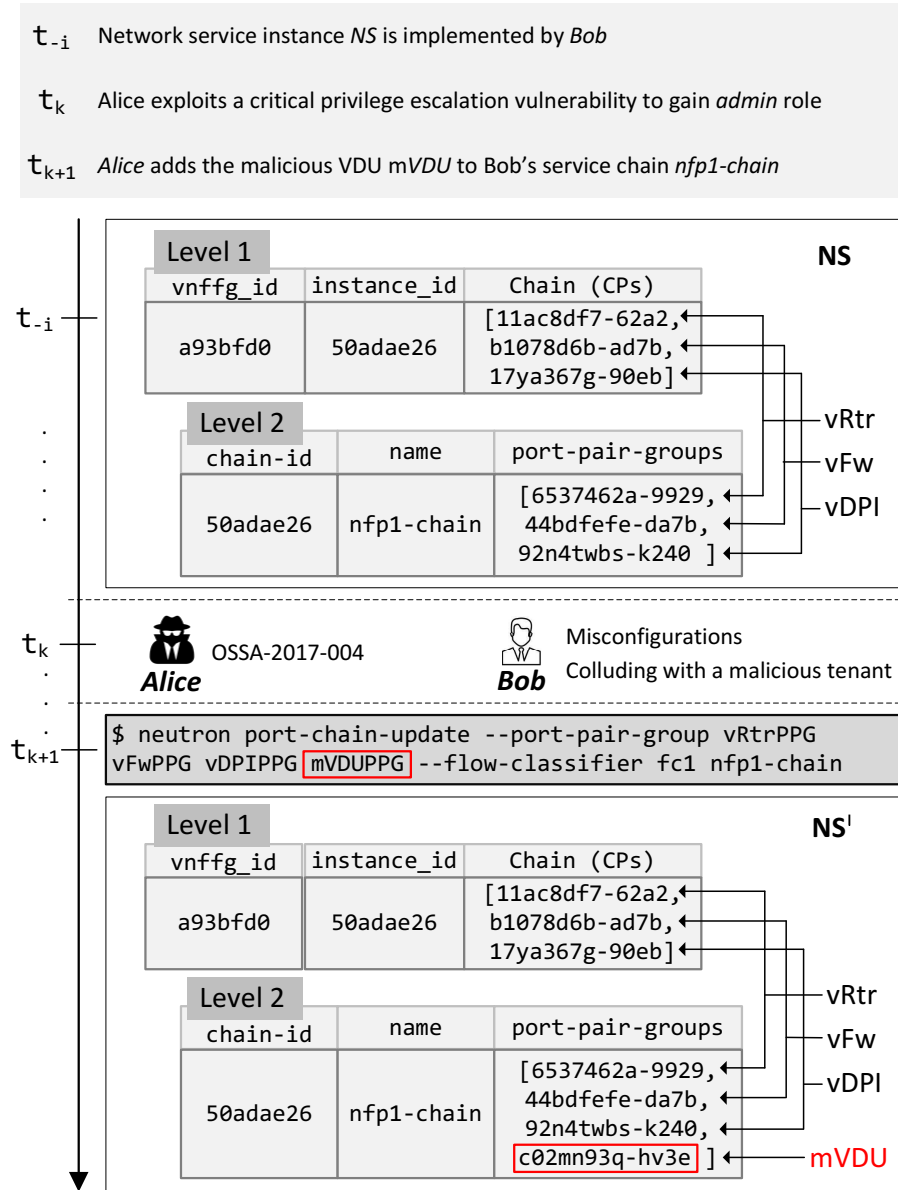 t-i Network service instance NS is implemented by Bob
tk Alice exploits a critical privilege escalation vulnerability to gain admin role
tk+1 Alice adds the malicious VDU mVDU to Bob's service chain nfp1-chain
NS
Level 1
vnffg_id instance_id Chain (CPs)
t-i
a93bfd0 50adae26 [11ac8df7-62a2,
b1078d6b-ad7b,
17ya367g-90eb]
Level 2
chain-id name port-pair-groups
50adae26 nfp1-chain [6537462a-9929,
44bdfefe-da7b,
92n4twbs-k240 ]
vRtr
vFw
vDPI
tk
Alice
OSSA-2017-004
Bob
Misconfigurations
Colluding with a malicious tenant
tk+1
$ neutron port-chain-update --port-pair-group vRtrPPG
vFwPPG vDPIPPG mVDUPPG --flow-classifier fc1 nfp1-chain
NS'
Level 1
vnffg_id instance_id Chain (CPs)
a93bfd0 50adae26 [11ac8df7-62a2,
b1078d6b-ad7b,
17ya367g-90eb]
Level 2
chain-id name port-pair-groups
50adae26 nfp1-chain [6537462a-9929,
44bdfefe-da7b,
92n4twbs-k240,
c02mn93q-hv3e ]
vRtr
vFw
vDPI
mVDU